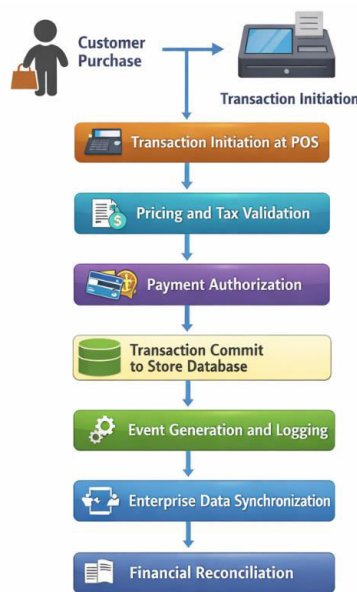 Customer
Purchase
Transaction Initiation
Transaction Initiation at POS
$
Pricing and Tax Validation
Payment Authorization
Transaction Commit
to Store Database
Event Generation and Logging
Enterprise Data Synchronization
Financial Reconciliation